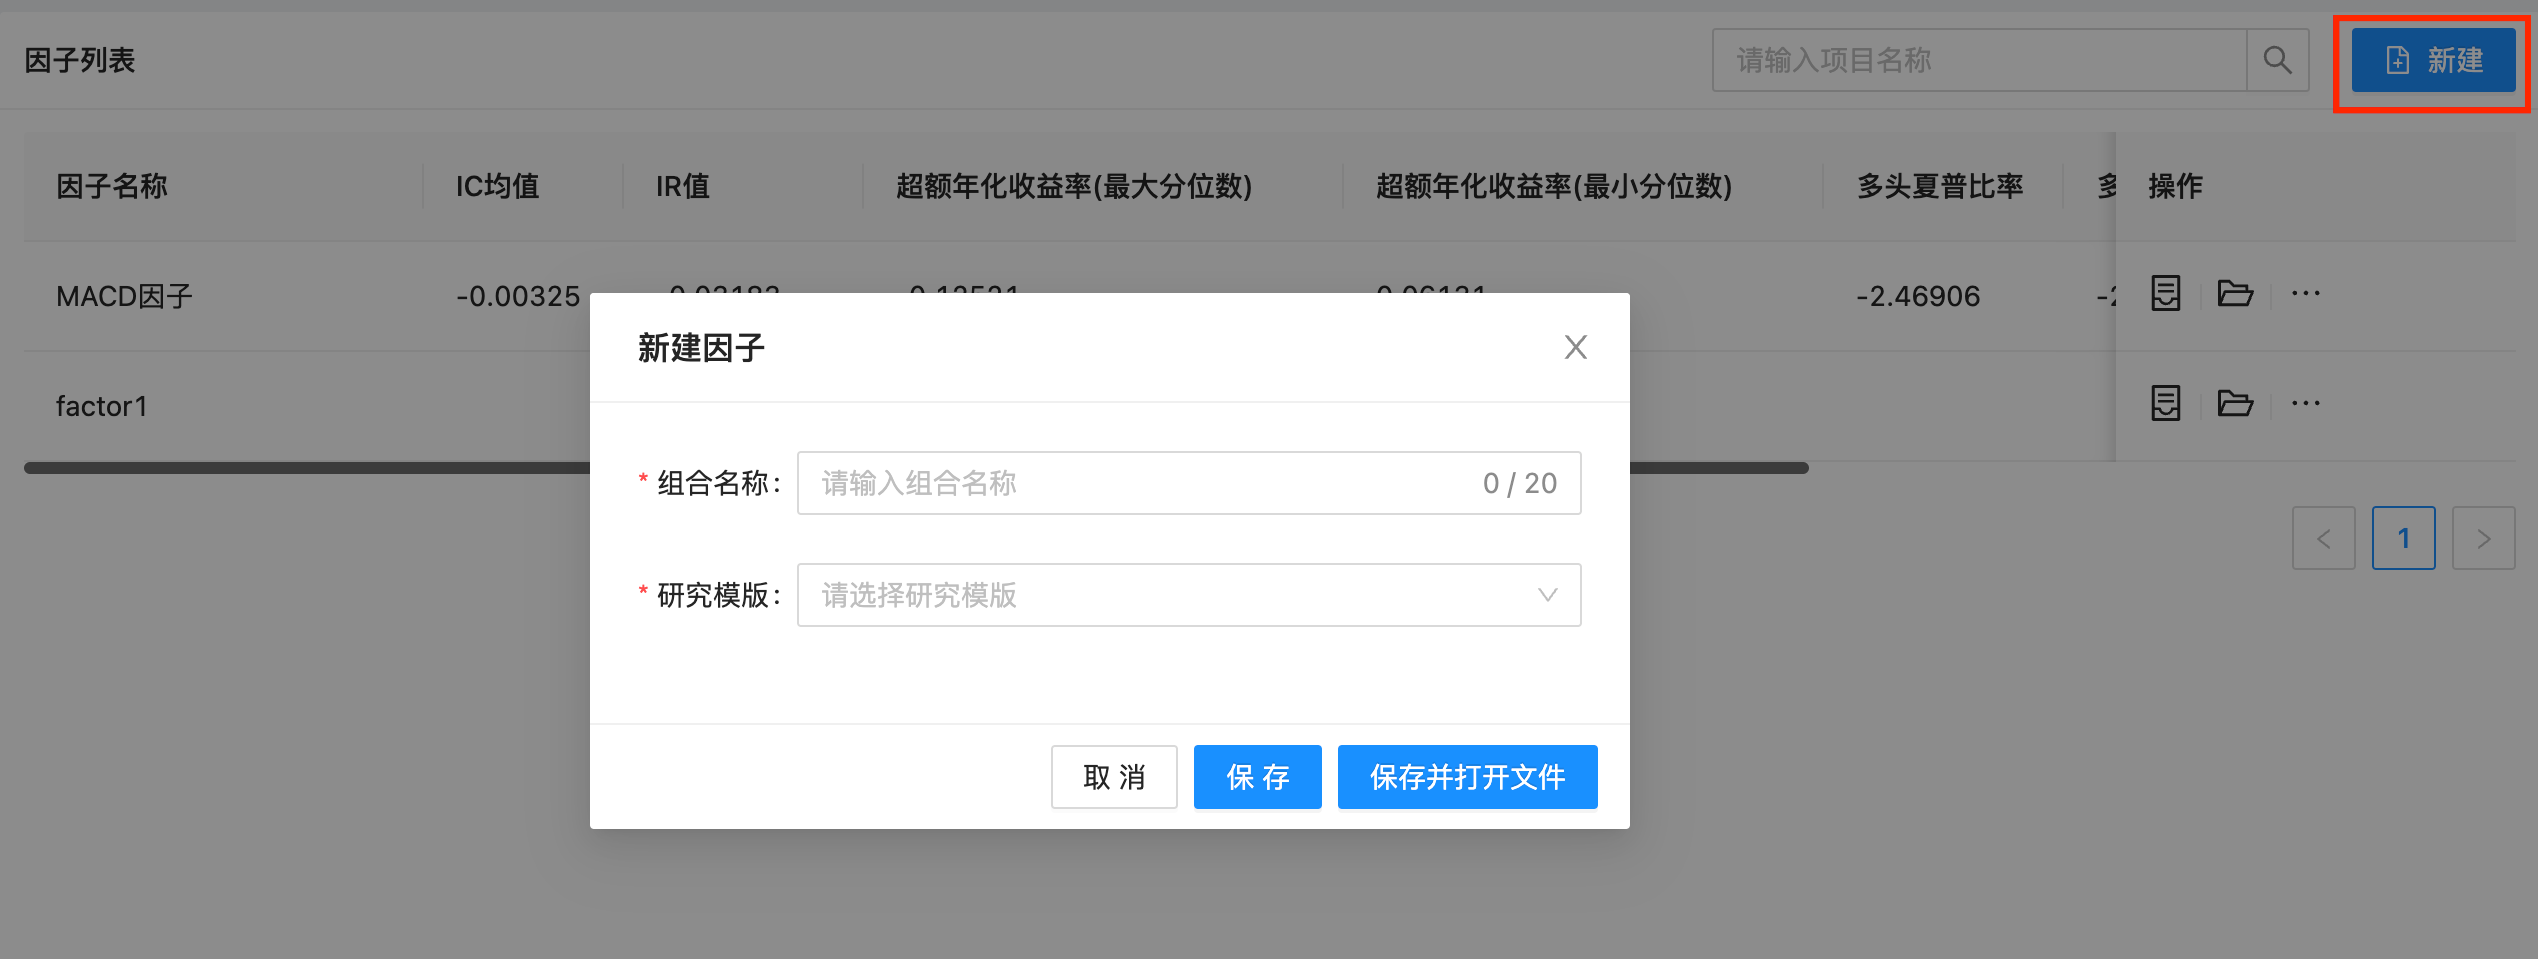 因子列表
请输入项目名称
新建
因子名称 IC均值 IR值 超额年化收益率(最大分位数) 超额年化收益率(最小分位数) 多头夏普比率 操作
MACD因子 -0.00325 -2.46906
factor1
新建因子
* 组合名称: 请输入组合名称 0 / 20
* 研究模版: 请选择研究模版
1
取 消 保 存 保存并打开文件